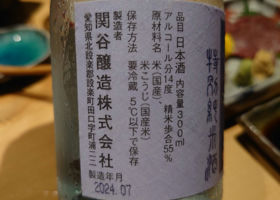 品目 日本酒 内容量300ml
アルコール分14度 精米歩合55%
原材料名 米(国産)、
米こうじ(国産米)
保存方法 要冷蔵 5℃以下で保存
製造者
関谷醸造株式会社
愛知県北設楽郡設楽町田口字町浦二二
製造年月
2024.07